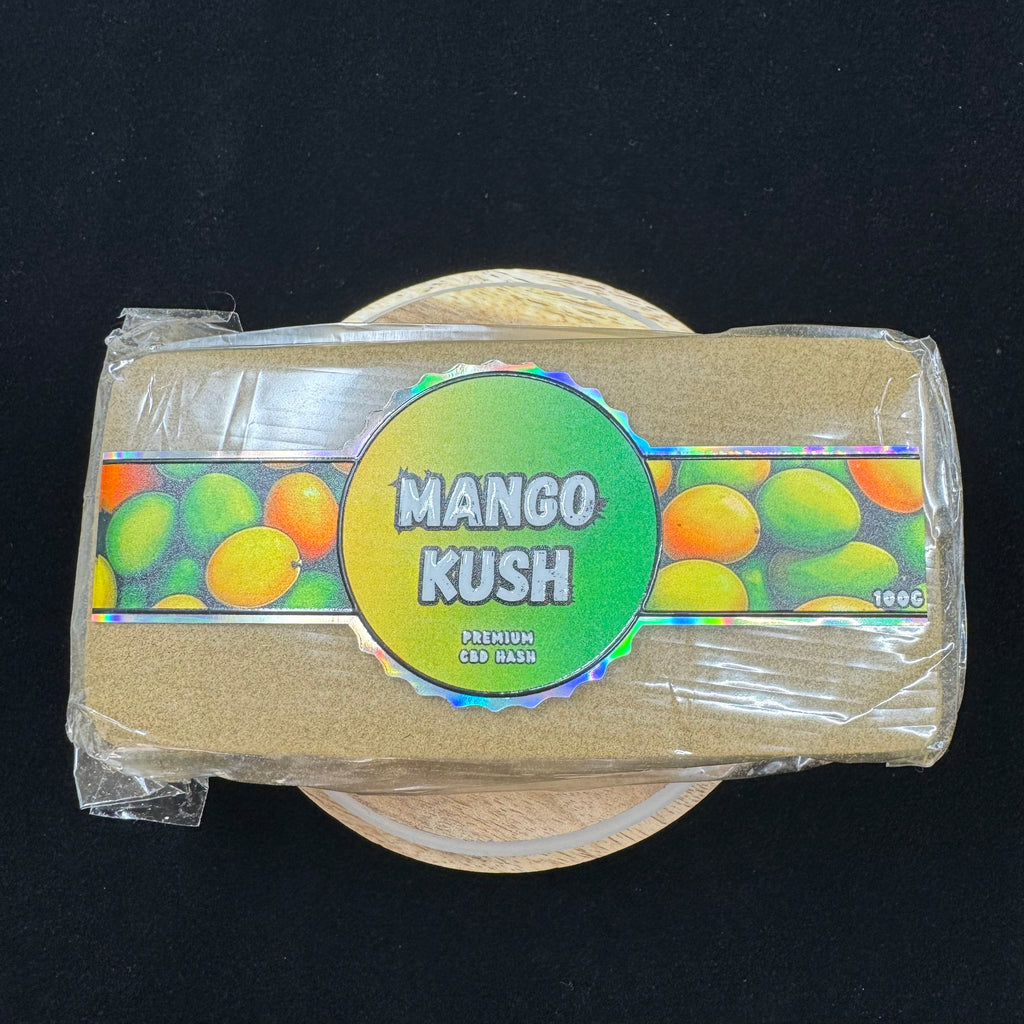 MANGO
KUSH
PREMIUM
CBD HASH
100G